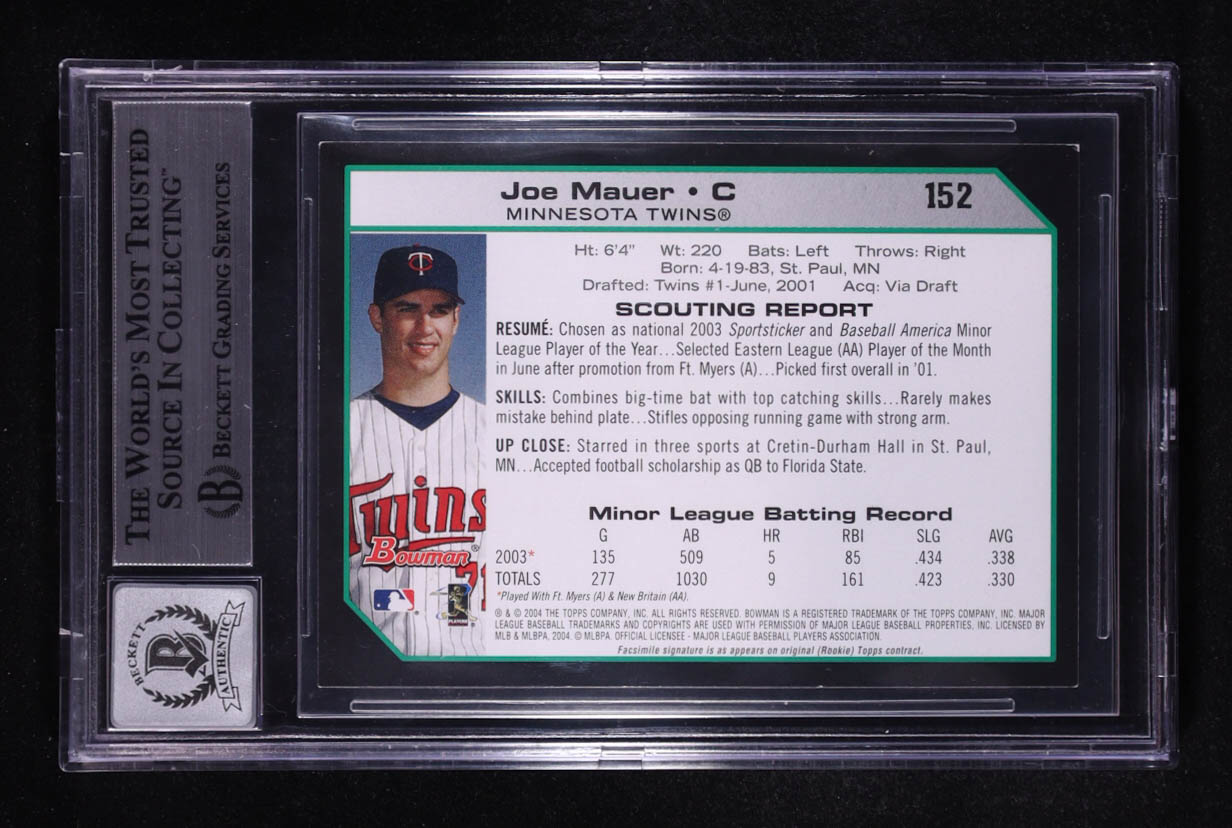 THE WORLD'S MOST TRUSTED
SOURCE IN COLLECTING™
BECKETT GRADING SERVICES
B
BECKETT
B
AUTHENTIC
Joe Mauer • C
MINNESOTA TWINS®
152
Ht: 6'4" Wt: 220 Bats: Left Throws: Right
Born: 4-19-83, St. Paul, MN
Drafted: Twins #1-June, 2001 Acq: Via Draft
SCOUTING REPORT
RESUMÉ: Chosen as national 2003 Sportsticker and Baseball America Minor
League Player of the Year...Selected Eastern League (AA) Player of the Month
in June after promotion from Ft. Myers (A)...Picked first overall in '01.
SKILLS: Combines big-time bat with top catching skills...Rarely makes
mistake behind plate...Stifles opposing running game with strong arm.
UP CLOSE: Starred in three sports at Cretin-Durham Hall in St. Paul,
MN...Accepted football scholarship as QB to Florida State.
TC
Twins
Bowman®
Minor League Batting Record
G AB HR RBI SLG AVG
2003* 135 509 5 85 .434 .338
TOTALS 277 1030 9 161 .423 .330
*Played With Ft. Myers (A) & New Britain (AA).
® & © 2004 THE TOPPS COMPANY, INC. ALL RIGHTS RESERVED. BOWMAN IS A REGISTERED TRADEMARK OF THE TOPPS COMPANY, INC. MAJOR
LEAGUE BASEBALL TRADEMARKS AND COPYRIGHTS ARE USED WITH PERMISSION OF MAJOR LEAGUE BASEBALL PROPERTIES, INC. LICENSED BY
MLB & MLBPA, 2004. © MLBPA. OFFICIAL LICENSEE - MAJOR LEAGUE BASEBALL PLAYERS ASSOCIATION.
Facsimile signature is as appears on original (Rookie) Topps contract.